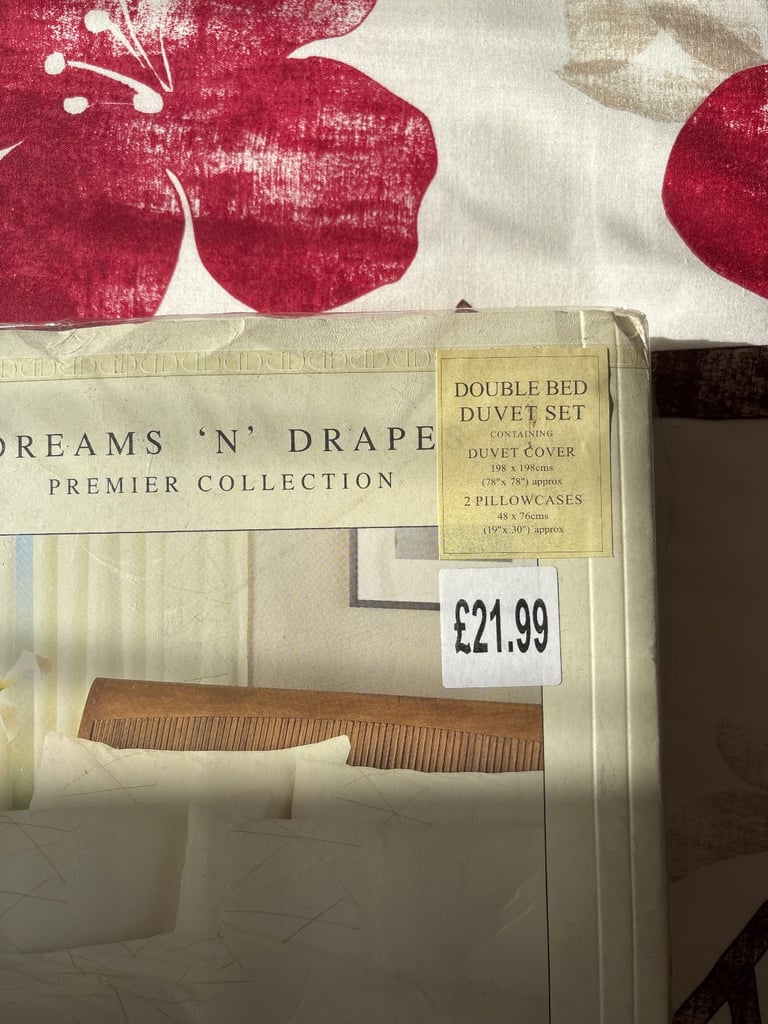 DREAMS 'N' DRAPE
PREMIER COLLECTION
DOUBLE BED
DUVET SET
CONTAINING
DUVET COVER
198 x 198cms
(78"x 78") approx
2 PILLOWCASES
48 x 76cms
(19"x 30") approx
£21.99